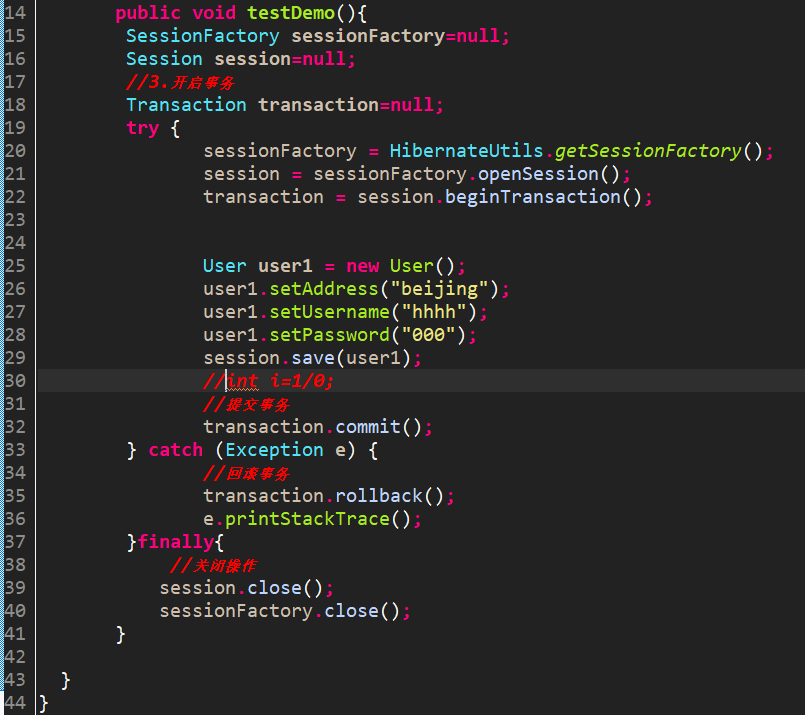 14 public void testDemo(){
15 SessionFactory sessionFactory=null;
16 Session session=null;
17 //3.开启事务
18 Transaction transaction=null;
19 try {
20 sessionFactory = HibernateUtils.getSessionFactory();
21 session = sessionFactory.openSession();
22 transaction = session.beginTransaction();
23
24
25 User user1 = new User();
26 user1.setAddress("beijing");
27 user1.setUsername("hhhh");
28 user1.setPassword("000");
29 session.save(user1);
30 //int i=1/0;
31 //提交事务
32 transaction.commit();
33 } catch (Exception e) {
34 //回滚事务
35 transaction.rollback();
36 e.printStackTrace();
37 }finally{
38 //关闭操作
39 session.close();
40 sessionFactory.close();
41 }
42
43 }
44 }